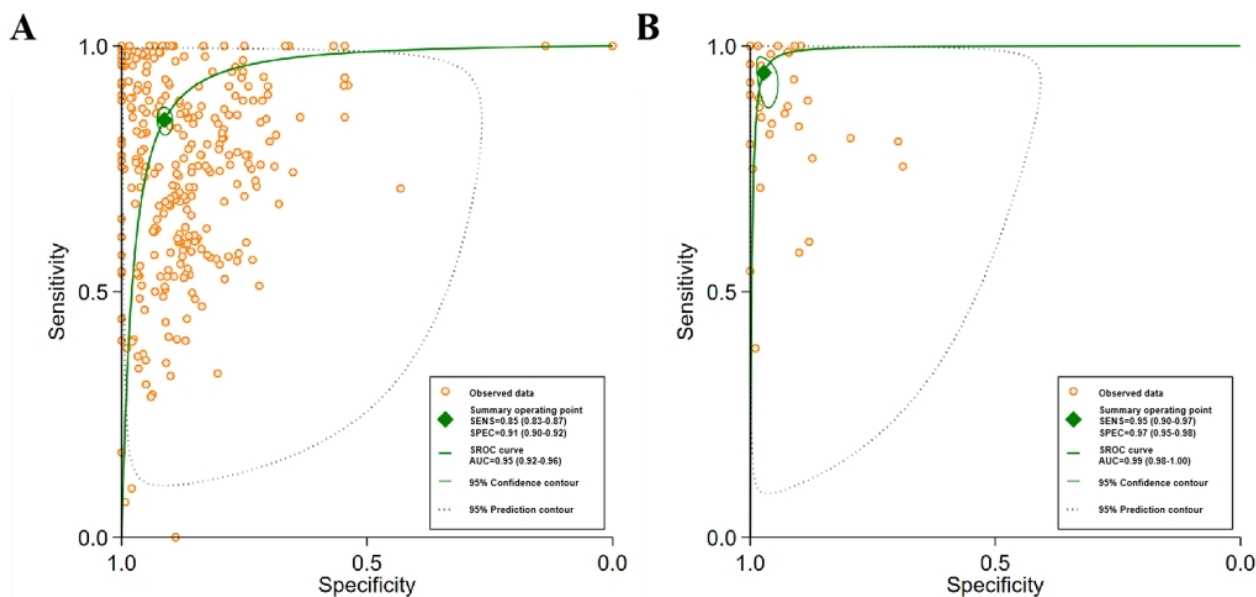 A
1.0
0.5
0.0
Sensitivity
1.0
0.5
0.0
Specificity
Observed data
Summary operating point
SENS=0.85 (0.83-0.87)
SPEC=0.91 (0.90-0.92)
SROC curve
AUC=0.95 (0.92-0.96)
95% Confidence contour
95% Prediction contour
B
1.0
0.5
0.0
Sensitivity
1.0
0.5
0.0
Specificity
Observed data
Summary operating point
SENS=0.95 (0.90-0.97)
SPEC=0.97 (0.95-0.98)
SROC curve
AUC=0.99 (0.98-1.00)
95% Confidence contour
95% Prediction contour